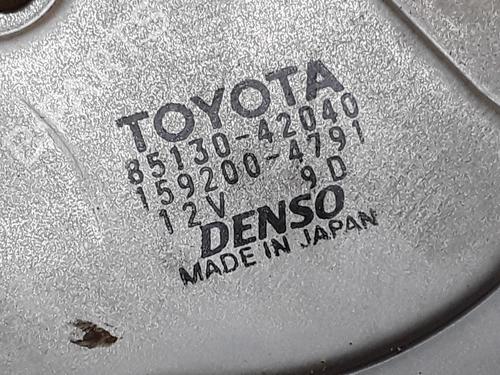 TOYOTA
85130-42040
159200-4791
12V 9D
DENSO
MADE IN JAPAN